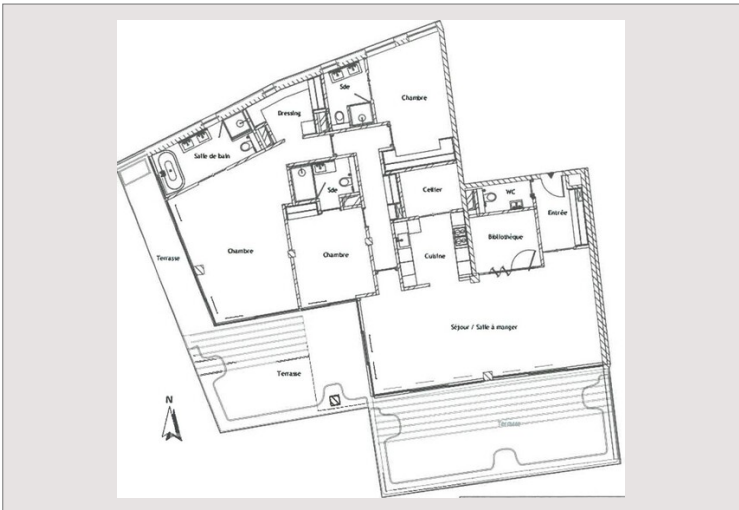 Sde
Chambre
Dressing
Salle de bain
Sde
Cellier
WC
Entrée
Bibliothèque
Chambre
Chambre
Cuisine
Terrasse
Séjour / Salle à manger
Terrasse
N
Terrasse